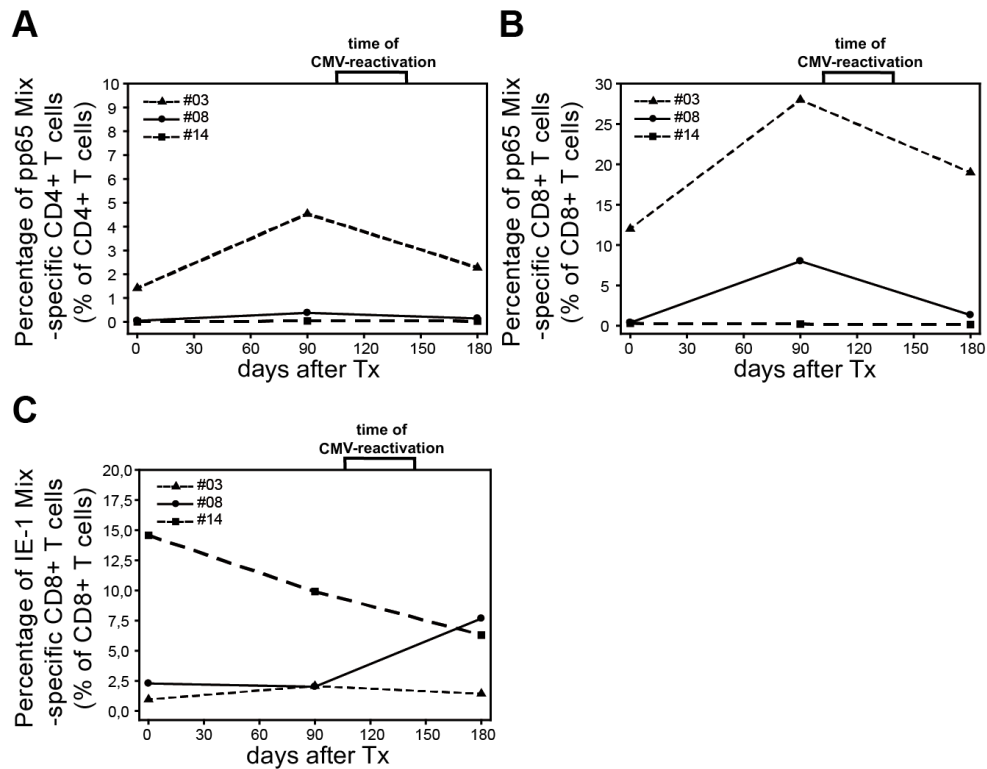 A
time of
CMV-reactivation
Percentage of pp65 Mix
-specific CD4+ T cells
(% of CD4+ T cells)
10
9
8
7
6
5
4
3
2
1
0
#03
#08
#14
0 30 60 90 120 150 180
days after Tx
B
time of
CMV-reactivation
Percentage of pp65 Mix
-specific CD8+ T cells
(% of CD8+ T cells)
30
25
20
15
10
5
0
#03
#08
#14
0 30 60 90 120 150 180
days after Tx
C
time of
CMV-reactivation
Percentage of IE-1 Mix
-specific CD8+ T cells
(% of CD8+ T cells)
20,0
17,5
15,0
12,5
10,0
7,5
5,0
2,5
0,0
#03
#08
#14
0 30 60 90 120 150 180
days after Tx